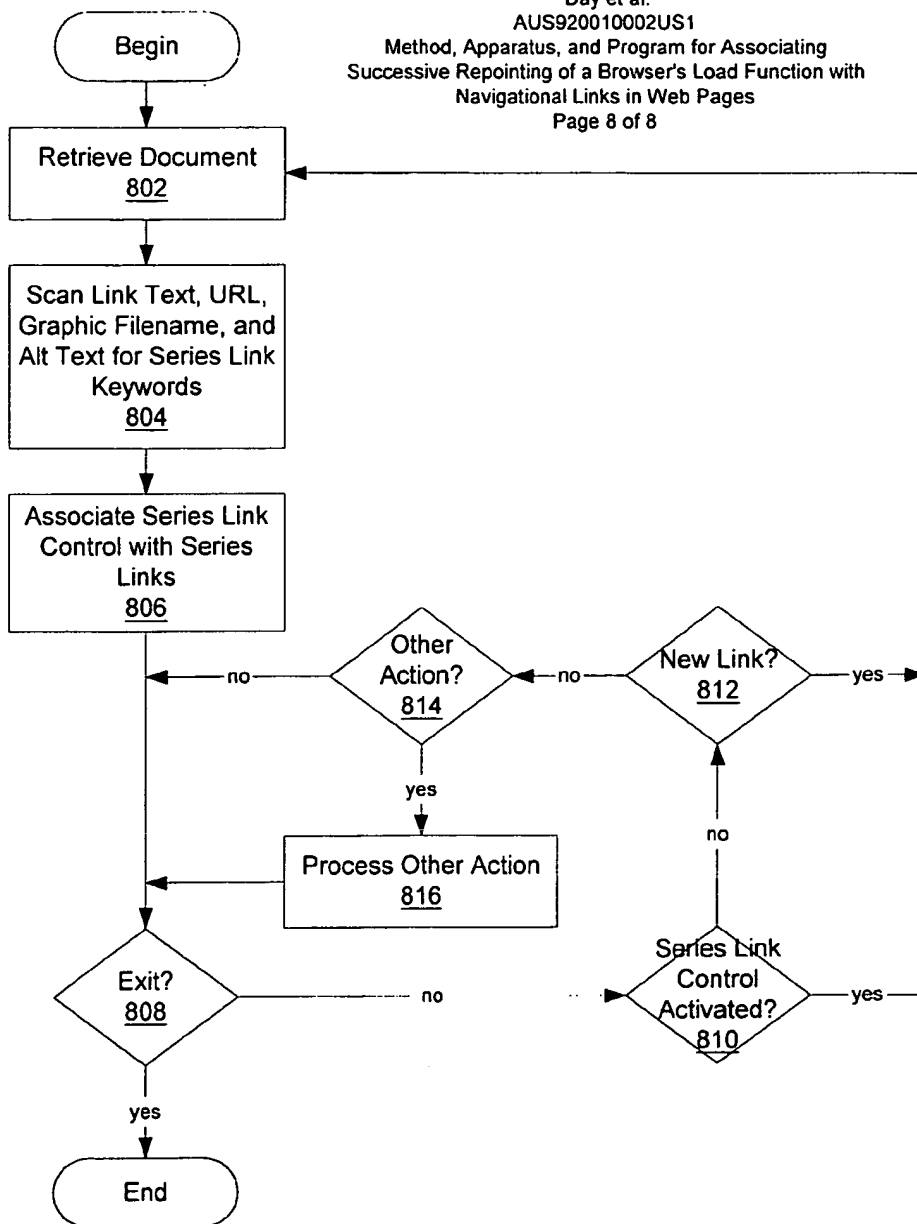 Day et al.
AUS920010002US1
Method, Apparatus, and Program for Associating
Successive Repointing of a Browser's Load Function with
Navigational Links in Web Pages
Page 8 of 8
Begin
Retrieve Document
802
Scan Link Text, URL,
Graphic Filename, and
Alt Text for Series Link
Keywords
804
Associate Series Link
Control with Series
Links
806
Other
Action?
814
no
yes
New Link?
812
no
yes
Process Other Action
816
no
Exit?
808
no
yes
Series Link
Control
Activated?
810
yes
End